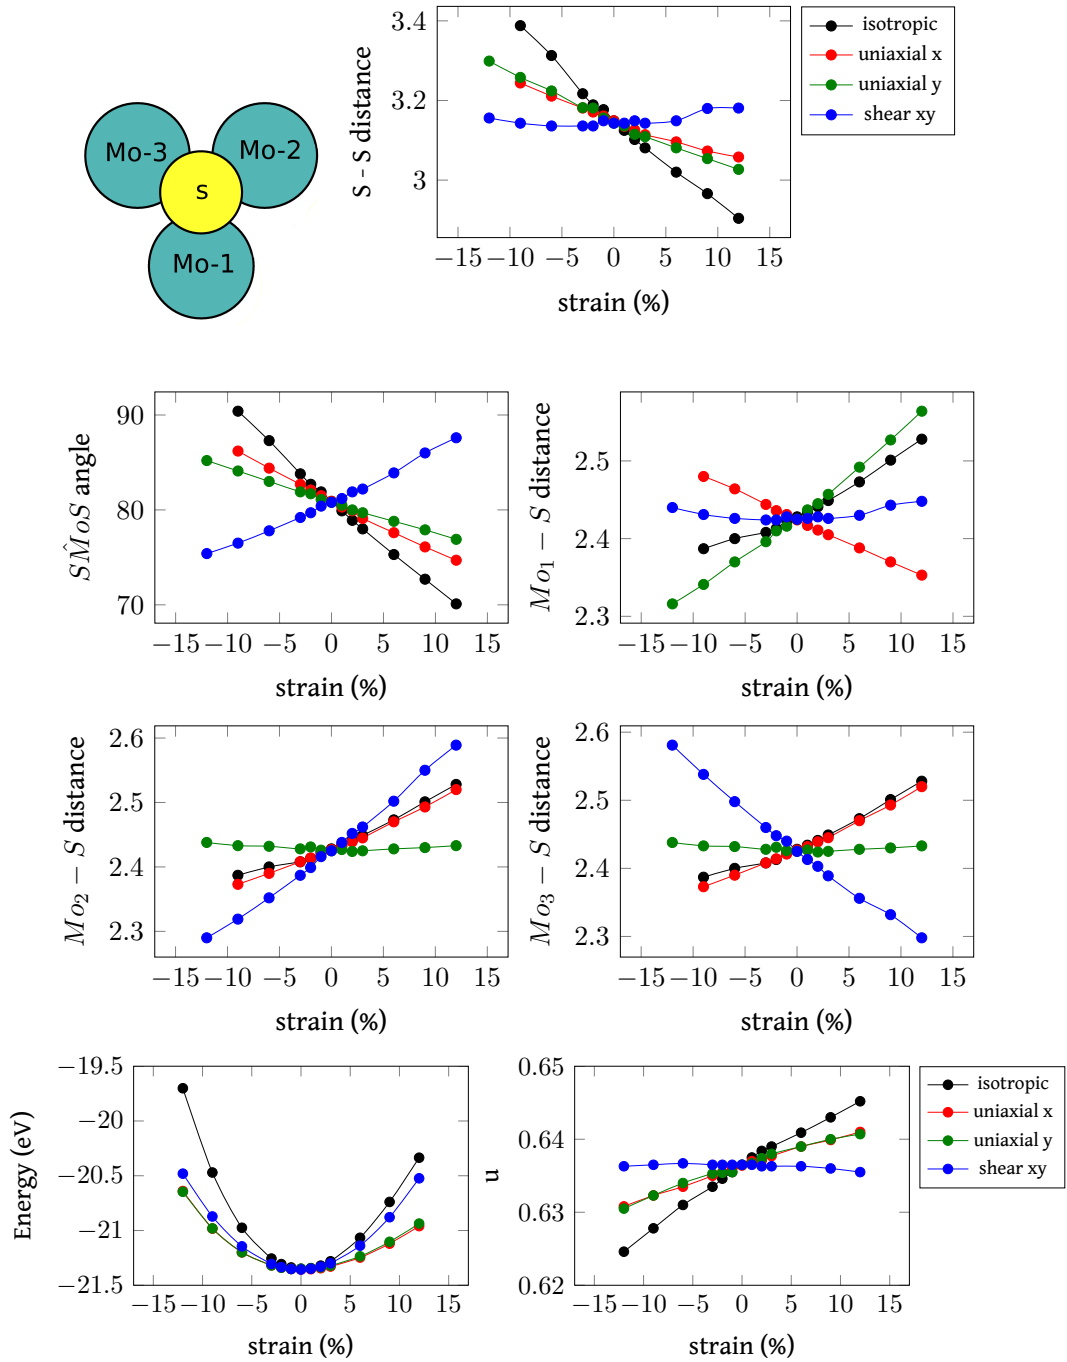 3.4
3.2
3
S - S distance
−15 −10 −5 0 5 10 15
strain (%)
isotropic
uniaxial x
uniaxial y
shear xy
Mo-3
Mo-2
S
Mo-1
90
80
70
SM̂oS angle
−15 −10 −5 0 5 10 15
strain (%)
2.5
2.4
2.3
Mo₁ − S distance
−15 −10 −5 0 5 10 15
strain (%)
2.6
2.5
2.4
2.3
Mo₂ − S distance
−15 −10 −5 0 5 10 15
strain (%)
2.6
2.5
2.4
2.3
Mo₃ − S distance
−15 −10 −5 0 5 10 15
strain (%)
−19.5
−20
−20.5
−21
−21.5
Energy (eV)
−15 −10 −5 0 5 10 15
strain (%)
0.65
0.64
0.63
0.62
u
−15 −10 −5 0 5 10 15
strain (%)
isotropic
uniaxial x
uniaxial y
shear xy